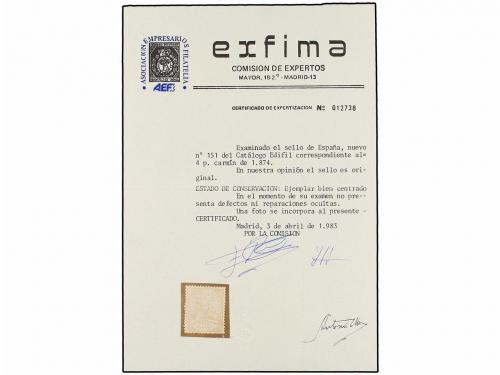 ASOCIACION EMPRESARIOS FILATELIA
AEF
exfima
COMISION DE EXPERTOS
MAYOR, 18-2.º - MADRID-13
CERTIFICADO DE EXPERTIZACION Nº 012738
Examinado el sello de España, nuevo
nº 151 del Catálogo Edifil correspondiente al=
4 p. carmín de 1.874.
En nuestra opinión el sello es ori-
ginal.
ESTADO DE CONSERVACION: Ejemplar bien centrado
En el momento de su examen no pre-
senta defectos ni reparaciones ocultas.
Una foto se incorpora al presente -
CERTIFICADO.
Madrid, 3 de abril de 1.983
POR LA COMISION